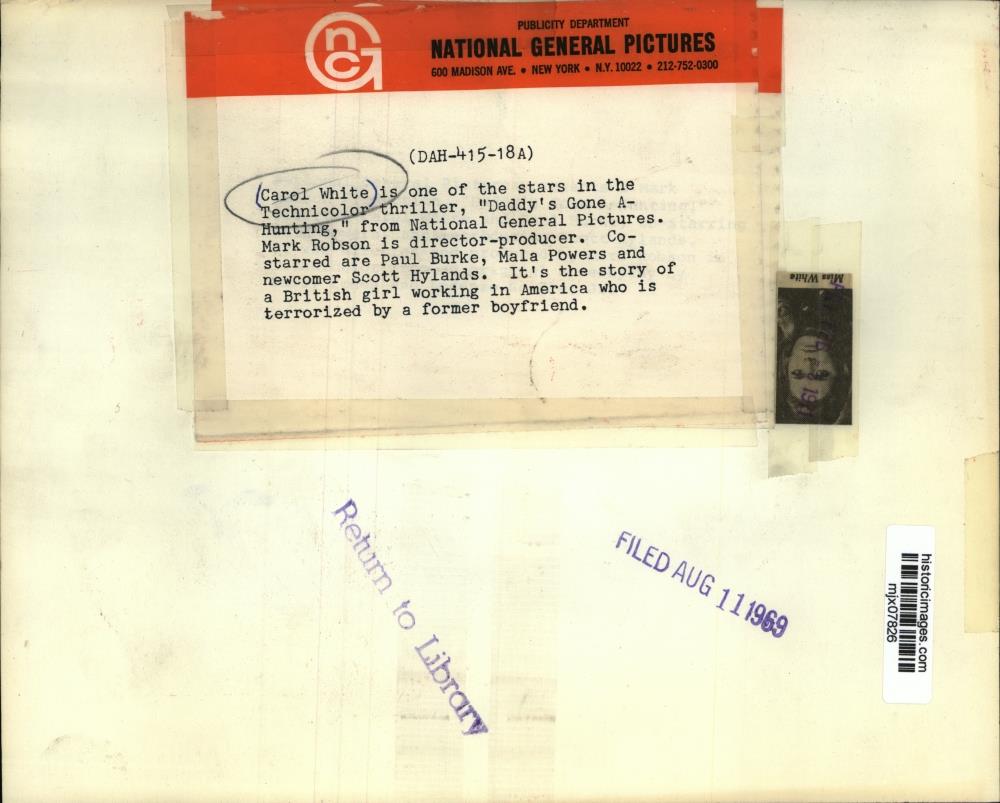 PUBLICITY DEPARTMENT
NATIONAL GENERAL PICTURES
600 MADISON AVE. • NEW YORK • N.Y. 10022 • 212-752-0300
ngc
(DAH-415-18A)
(Carol White) is one of the stars in the
Technicolor thriller, "Daddy's Gone A-
Hunting," from National General Pictures.
Mark Robson is director-producer. Co-
starred are Paul Burke, Mala Powers and
newcomer Scott Hylands. It's the story of
a British girl working in America who is
terrorized by a former boyfriend.
Miss White
Return to Library
FILED AUG 11 1969
historicimages.com
mjx07826